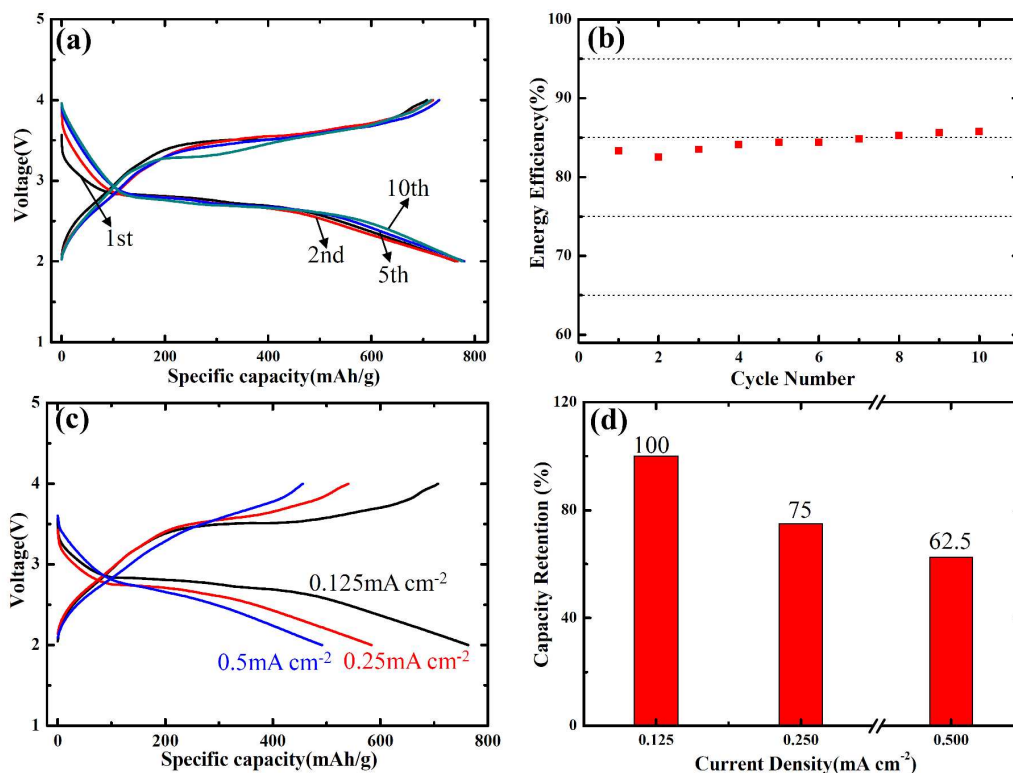 (a)
5
4
3
2
1
Voltage(V)
1st
2nd
5th
10th
0 200 400 600 800
Specific capacity(mAh/g)
(b)
100
90
80
70
60
Energy Efficiency(%)
0 2 4 6 8 10
Cycle Number
(c)
5
4
3
2
1
Voltage(V)
0.125mA cm-2
0.5mA cm-2
0.25mA cm-2
0 200 400 600 800
Specific capacity(mAh/g)
(d)
120
80
40
0
Capacity Retention (%)
100
75
62.5
0.125 0.250 0.500
Current Density(mA cm-2)